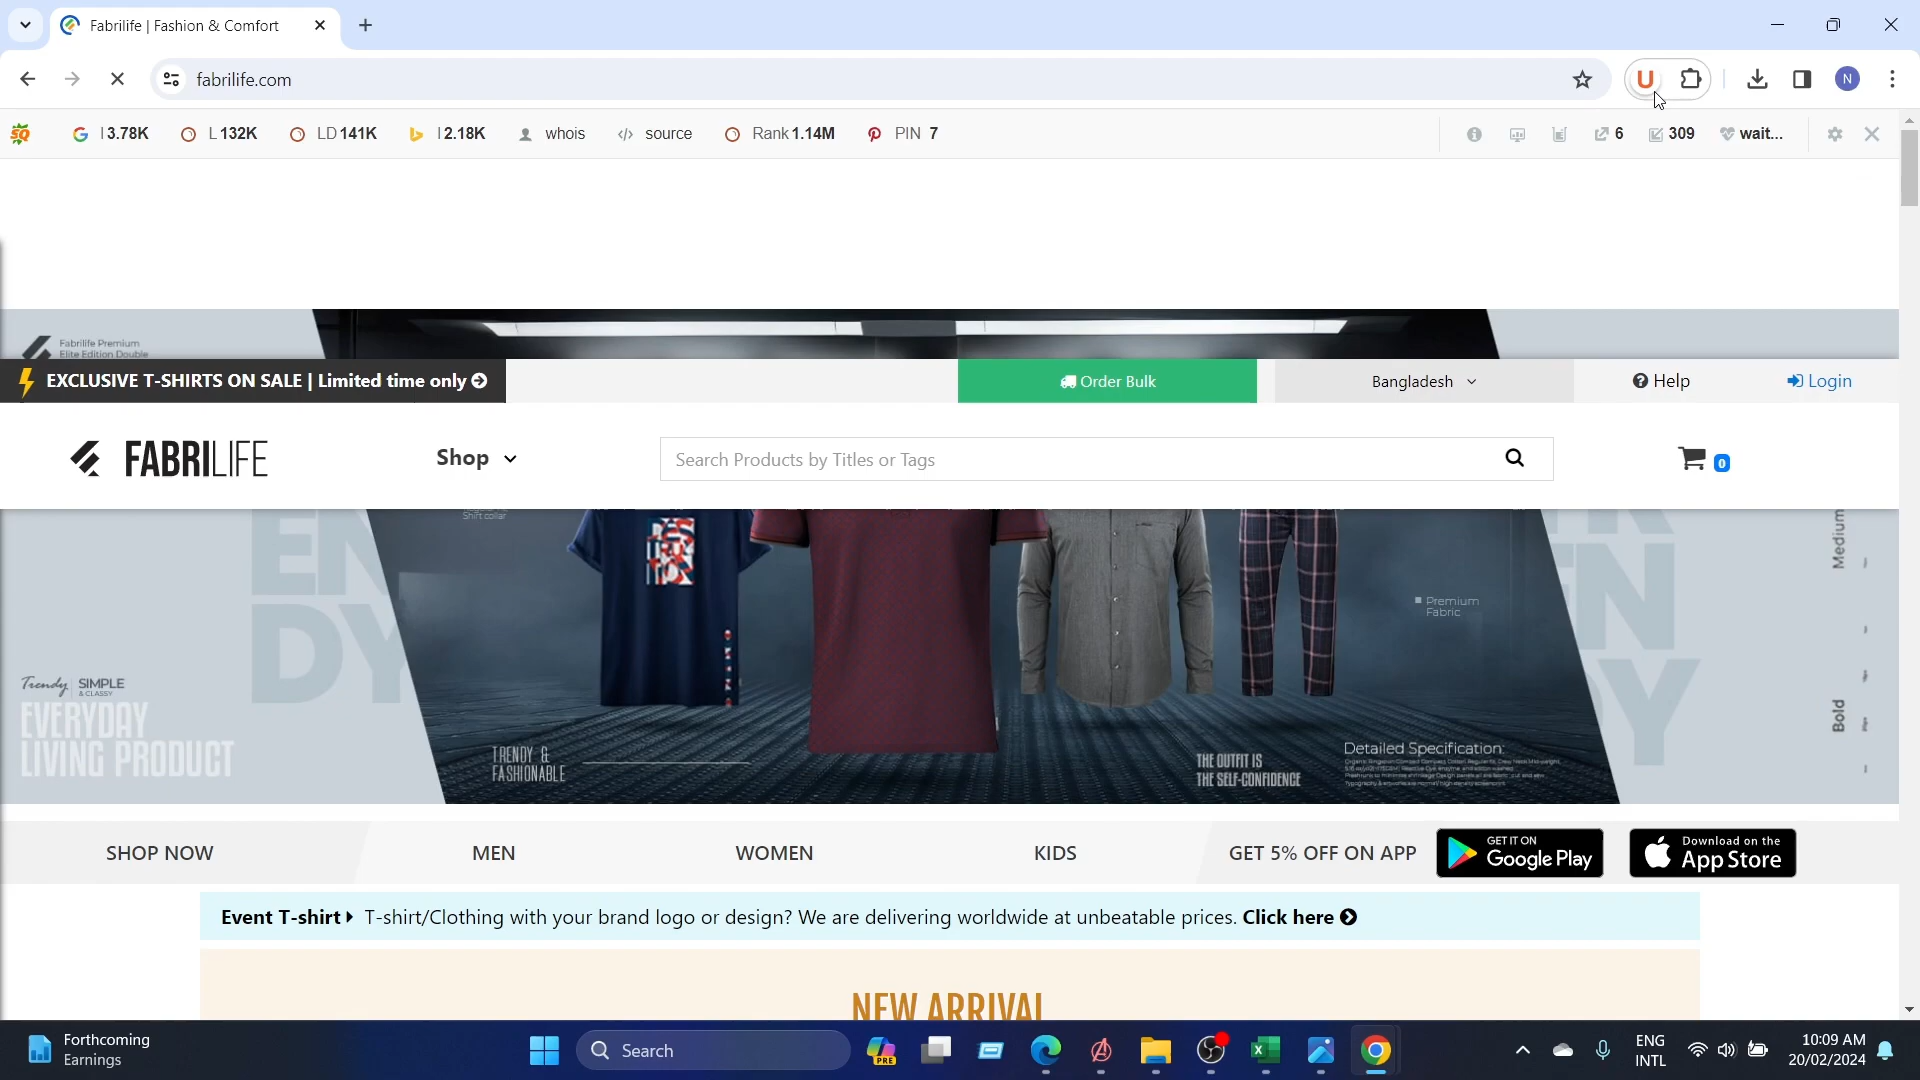 Fabrilife | Fashion & Comfort
fabrilife.com
N
SQ I 3.78K L 132K LD 141K I 2.18K whois source Rank 1.14M PIN 7 6 309 wait...
Fabrilife Premium
Elite Edition Double
EXCLUSIVE T-SHIRTS ON SALE | Limited time only Order Bulk Bangladesh Help Login
FABRILIFE Shop Search Products by Titles or Tags 0
Shirt collar
Medium
Premium
Fabric
Trendy SIMPLE
& CLASSY
EVERYDAY
LIVING PRODUCT
Bold
TRENDY &
FASHIONABLE
THE OUTFIT IS
THE SELF-CONFIDENCE
Detailed Specification:
SHOP NOW MEN WOMEN KIDS GET 5% OFF ON APP GET IT ON Google Play Download on the App Store
Event T-shirt T-shirt/Clothing with your brand logo or design? We are delivering worldwide at unbeatable prices. Click here
NEW ARRIVAL
Forthcoming
Earnings
Search
PRE
ENG
INTL
10:09 AM
20/02/2024